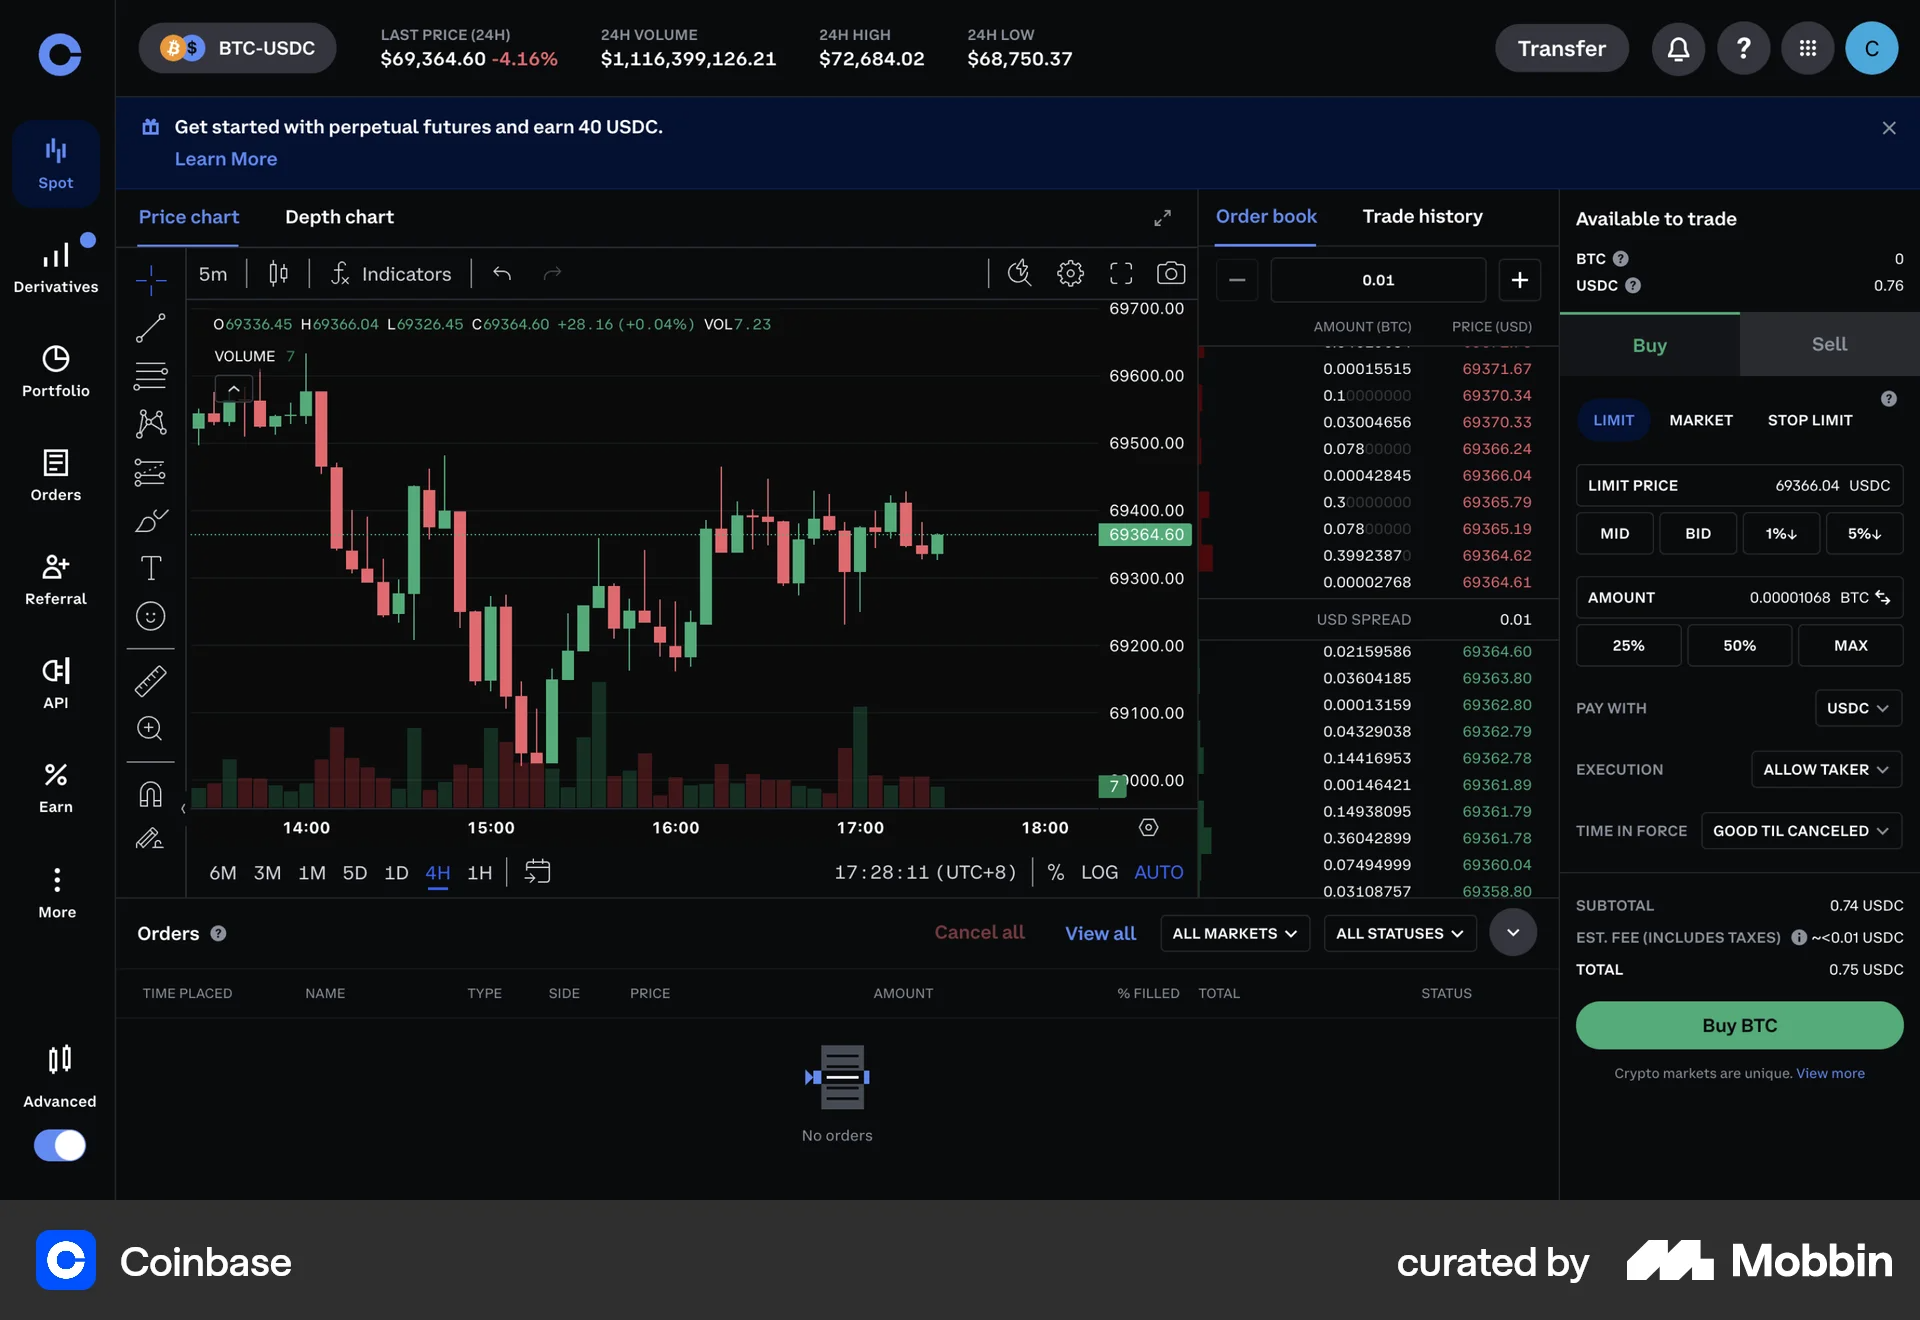 BTC-USDC
LAST PRICE (24H)
$69,364.60 -4.16%
24H VOLUME
$1,116,399,126.21
24H HIGH
$72,684.02
24H LOW
$68,750.37
Transfer
C
Get started with perpetual futures and earn 40 USDC.
Learn More
Spot
Derivatives
Portfolio
Orders
Referral
API
Earn
More
Advanced
Price chart
Depth chart
5m
Indicators
O69336.45 H69366.04 L69326.45 C69364.60 +28.16 (+0.04%) VOL7.23
VOLUME 7
69700.00
69600.00
69500.00
69400.00
69364.60
69300.00
69200.00
69100.00
7
14:00
15:00
16:00
17:00
18:00
6M 3M 1M 5D 1D 4H 1H
17:28:11 (UTC+8)
% LOG AUTO
Order book
Trade history
0.01
AMOUNT (BTC) PRICE (USD)
0.00015515 69371.67
0.10000000 69370.34
0.03004656 69370.33
0.07800000 69366.24
0.00042845 69366.04
0.30000000 69365.79
0.07800000 69365.19
0.39923870 69364.62
0.00002768 69364.61
USD SPREAD 0.01
0.02159586 69364.60
0.03604185 69363.80
0.00013159 69362.80
0.04329038 69362.79
0.14416953 69362.78
0.00146421 69361.89
0.14938095 69361.79
0.36042899 69361.78
0.07494999 69360.04
0.03108757 69358.80
Available to trade
BTC 0
USDC 0.76
Buy
Sell
LIMIT
MARKET
STOP LIMIT
LIMIT PRICE 69366.04 USDC
MID
BID
1%↓
5%↓
AMOUNT 0.00001068 BTC
25%
50%
MAX
PAY WITH USDC
EXECUTION ALLOW TAKER
TIME IN FORCE GOOD TIL CANCELED
SUBTOTAL 0.74 USDC
EST. FEE (INCLUDES TAXES) ~<0.01 USDC
TOTAL 0.75 USDC
Buy BTC
Crypto markets are unique. View more
Orders
Cancel all
View all
ALL MARKETS
ALL STATUSES
TIME PLACED NAME TYPE SIDE PRICE AMOUNT % FILLED TOTAL STATUS
No orders
Coinbase
curated by Mobbin